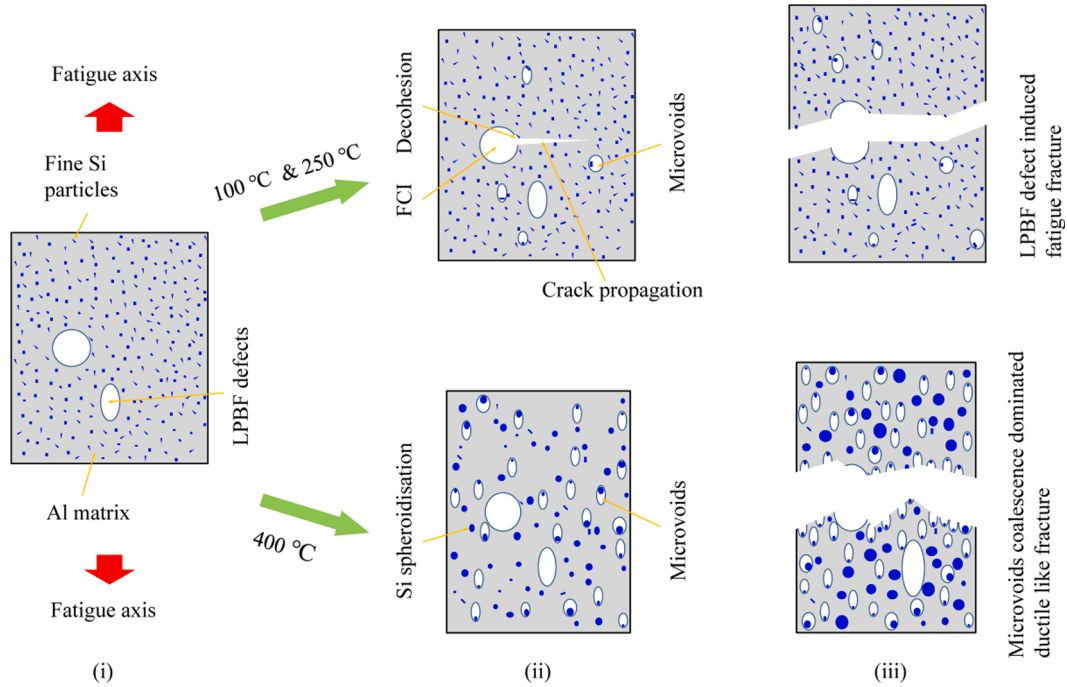 Fatigue axis
Fine Si
particles
LPBF defects
Al matrix
Fatigue axis
(i)
100 °C & 250 °C
400 °C
Decohesion
FCI
Microvoids
Crack propagation
Si spheroidisation
Microvoids
(ii)
LPBF defect induced
fatigue fracture
Microvoids coalescence dominated
ductile like fracture
(iii)